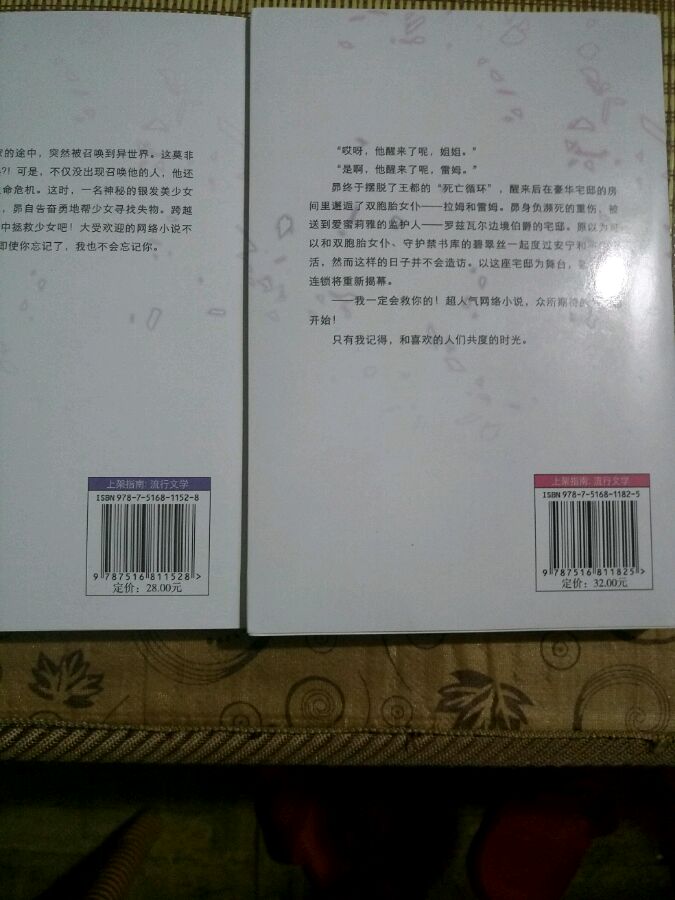 的途中，突然被召唤到异世界。这莫非
?! 可是，不仅没出现召唤他的人，他还
命危机。这时，一名神秘的银发美少女
，昴自告奋勇地帮少女寻找失物。跨越
中拯救少女吧！大受欢迎的网络小说不
即使你忘记了，我也不会忘记你。
上架指南：流行文学
ISBN 978-7-5168-1152-8
9 787516 811528 >
定价：28.00元
“哎呀，他醒来了呢，姐姐。”
“是啊，他醒来了呢，雷姆。”
昴终于摆脱了王都的“死亡循环”，醒来后在豪华宅邸的房
间里邂逅了双胞胎女仆——拉姆和雷姆。昴身负濒死的重伤，被
送到爱蜜莉雅的监护人——罗兹瓦尔边境伯爵的宅邸。原以为可
以和双胞胎女仆、守护禁书库的碧翠丝一起度过安宁和
活，然而这样的日子并不会造访。以这座宅邸为舞台，
连锁将重新揭幕。
——我一定会救你的！超人气网络小说，众所期待的
开始！
只有我记得，和喜欢的人们共度的时光。
上架指南：流行文学
ISBN 978-7-5168-1182-5
9 787516 811825 >
定价：32.00元